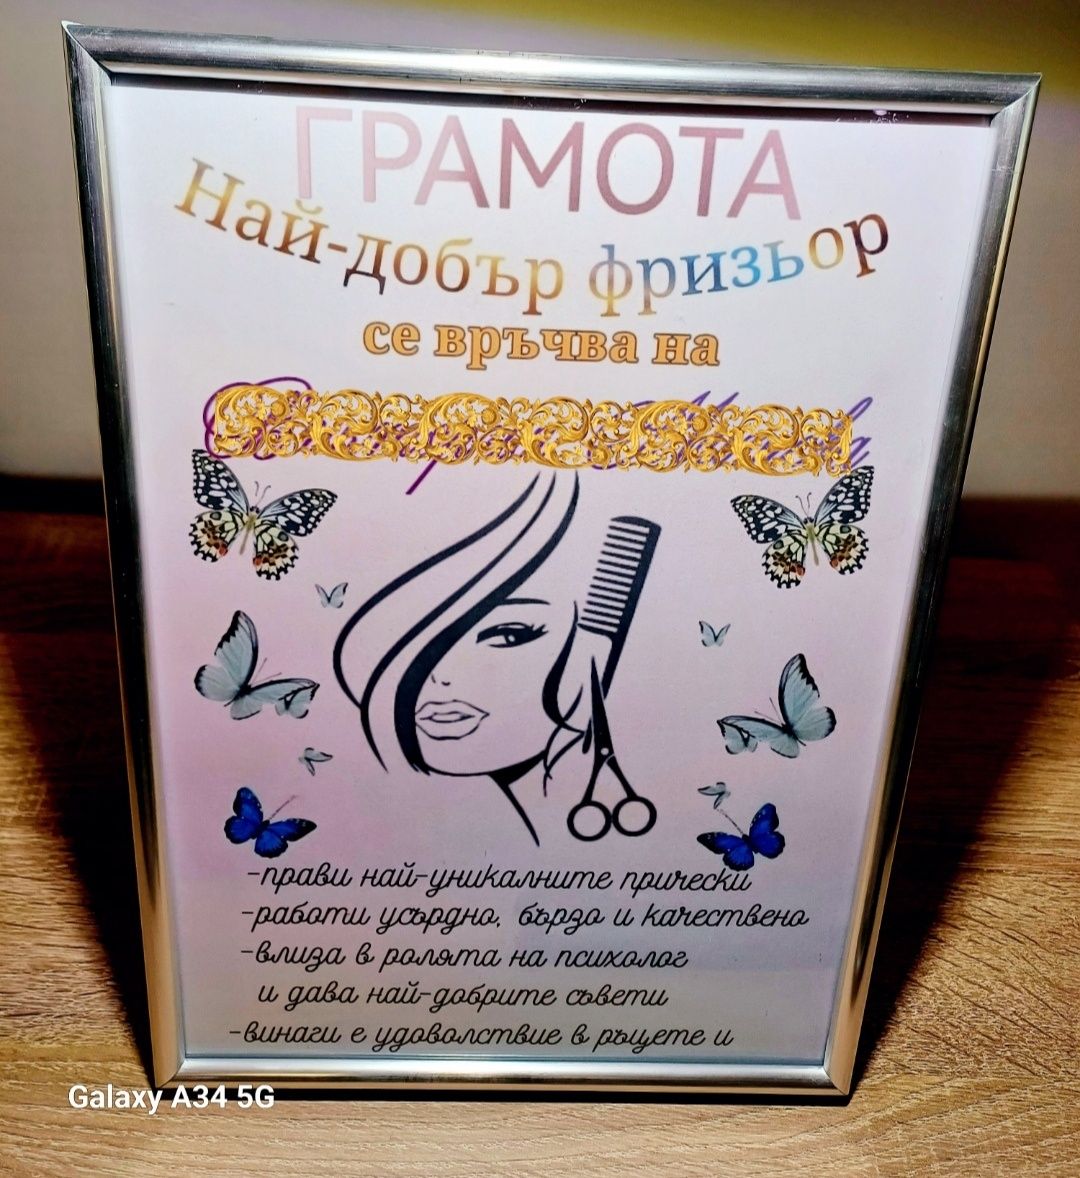 ГРАМОТА
Най-добър фризьор
се връчва на
-прави най-уникалните прически
-работи усърдно, бързо и качествено
-влиза в ролята на психолог
и дава най-добрите съвети
-винаги е удоволствие в ръцете и
Galaxy A34 5G